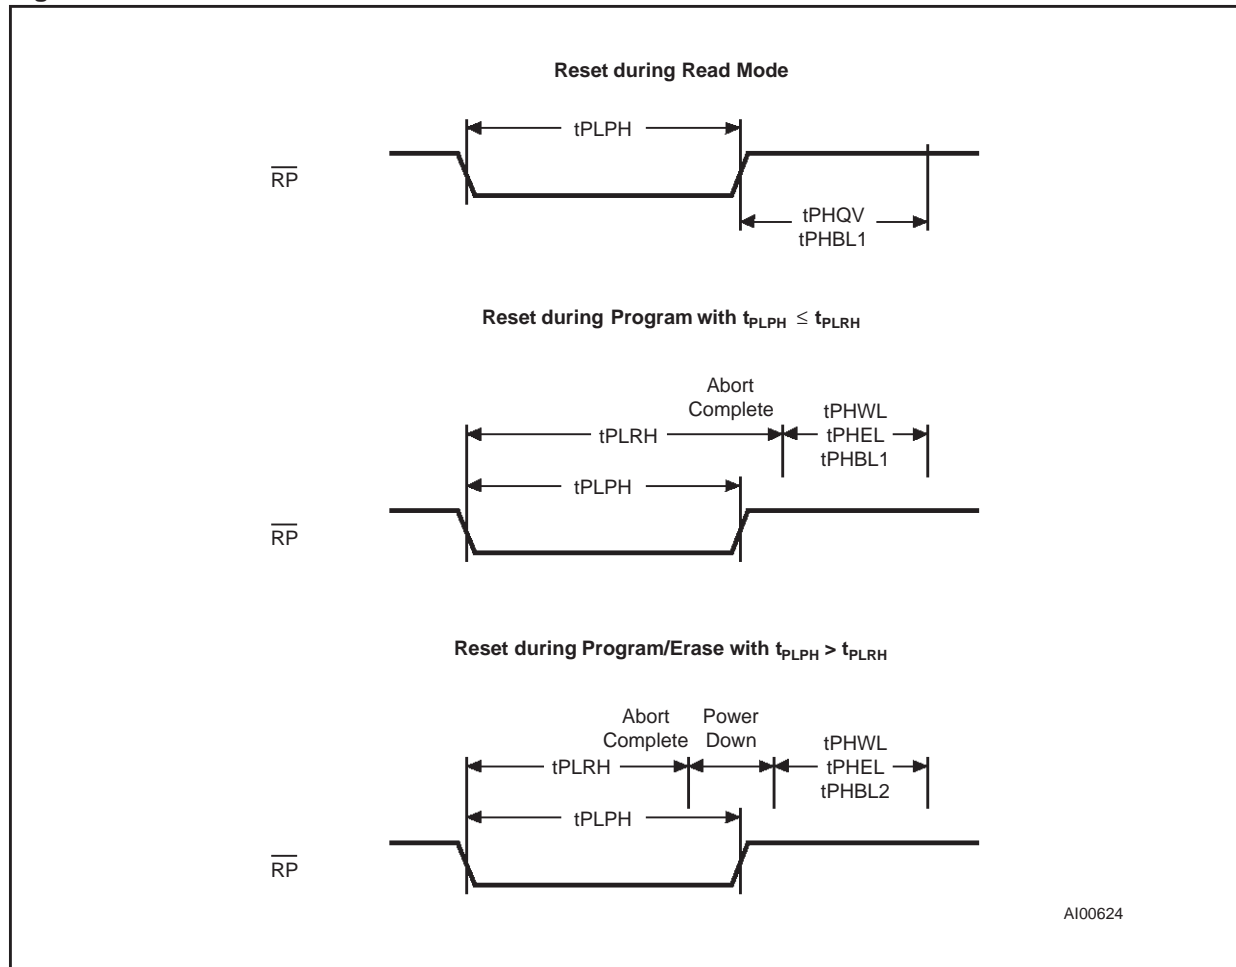 Reset during Read Mode
tPLPH
RP
tPHQV
tPHBL1
Reset during Program with tPLPH ≤ tPLRH
Abort
Complete
tPHWL
tPLRH
tPHEL
tPHBL1
tPLPH
RP
Reset during Program/Erase with tPLPH > tPLRH
Abort
Complete
Power
Down
tPHWL
tPLRH
tPHEL
tPHBL2
tPLPH
RP
AI00624